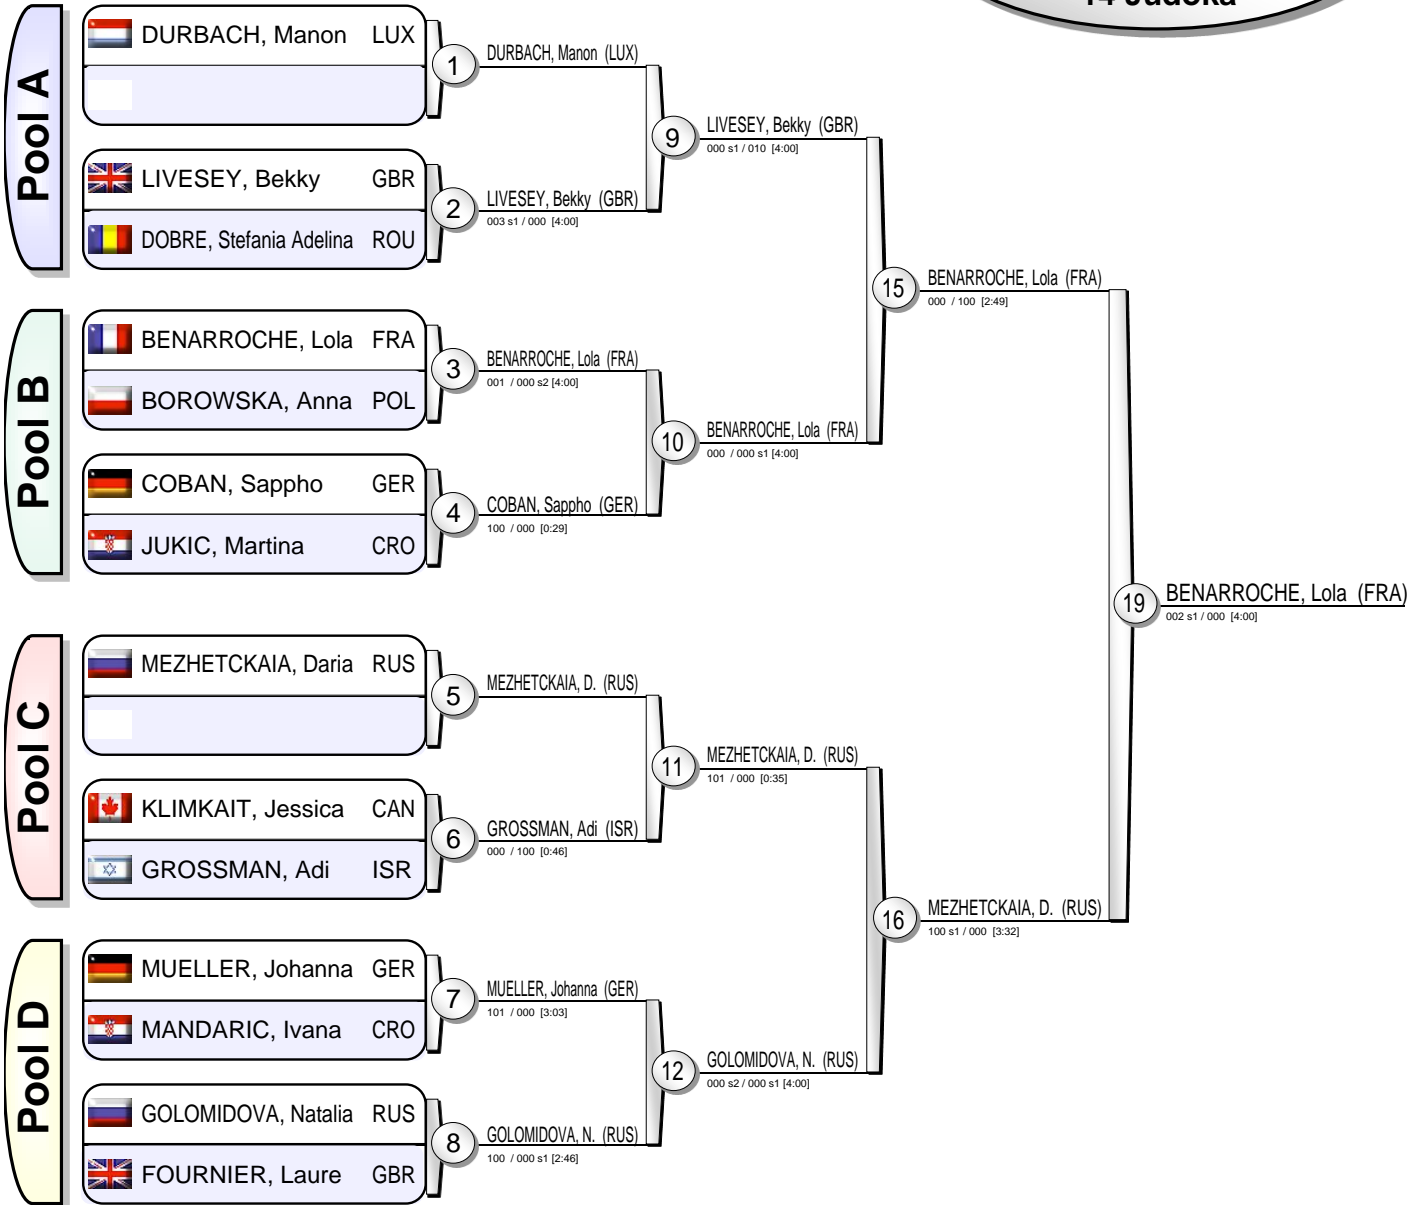 14 Judoka
Pool A
DURBACH, Manon LUX
1
DURBACH, Manon (LUX)
LIVESEY, Bekky GBR
DOBRE, Stefania Adelina ROU
2
LIVESEY, Bekky (GBR)
003 s1 / 000 [4:00]
9
LIVESEY, Bekky (GBR)
000 s1 / 010 [4:00]
Pool B
BENARROCHE, Lola FRA
BOROWSKA, Anna POL
3
BENARROCHE, Lola (FRA)
001 / 000 s2 [4:00]
COBAN, Sappho GER
JUKIC, Martina CRO
4
COBAN, Sappho (GER)
100 / 000 [0:29]
10
BENARROCHE, Lola (FRA)
000 / 000 s1 [4:00]
15
BENARROCHE, Lola (FRA)
000 / 100 [2:49]
Pool C
MEZHETCKAIA, Daria RUS
5
MEZHETCKAIA, D. (RUS)
KLIMKAIT, Jessica CAN
GROSSMAN, Adi ISR
6
GROSSMAN, Adi (ISR)
000 / 100 [0:46]
11
MEZHETCKAIA, D. (RUS)
101 / 000 [0:35]
Pool D
MUELLER, Johanna GER
MANDARIC, Ivana CRO
7
MUELLER, Johanna (GER)
101 / 000 [3:03]
GOLOMIDOVA, Natalia RUS
FOURNIER, Laure GBR
8
GOLOMIDOVA, N. (RUS)
100 / 000 s1 [2:46]
12
GOLOMIDOVA, N. (RUS)
000 s2 / 000 s1 [4:00]
16
MEZHETCKAIA, D. (RUS)
100 s1 / 000 [3:32]
19
BENARROCHE, Lola (FRA)
002 s1 / 000 [4:00]